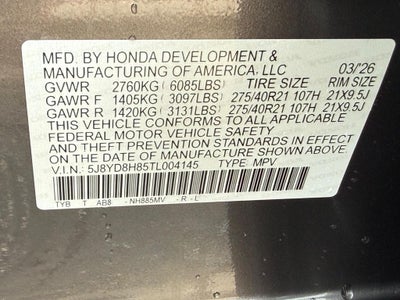 MFD. BY HONDA DEVELOPMENT &
MANUFACTURING OF AMERICA, LLC 03/26
GVWR 2760KG(6085LBS) TIRE SIZE RIM SIZE
GAWR F 1405KG(3097LBS) 275/40R21 107H 21X9.5J
GAWR R 1420KG(3131LBS) 275/40R21 107H 21X9.5J
THIS VEHICLE CONFORMS TO ALL APPLICABLE
FEDERAL MOTOR VEHICLE
SAFETY AND THEFT PREVENTION STANDARDS IN EFFECT
ON THE DATE OF MANUFACTURE SHOWN ABOVE.
V.I.N.: 5J8YD8H85TL004145 TYPE: MPV
TYB T AB8 - NH885MV - R - L